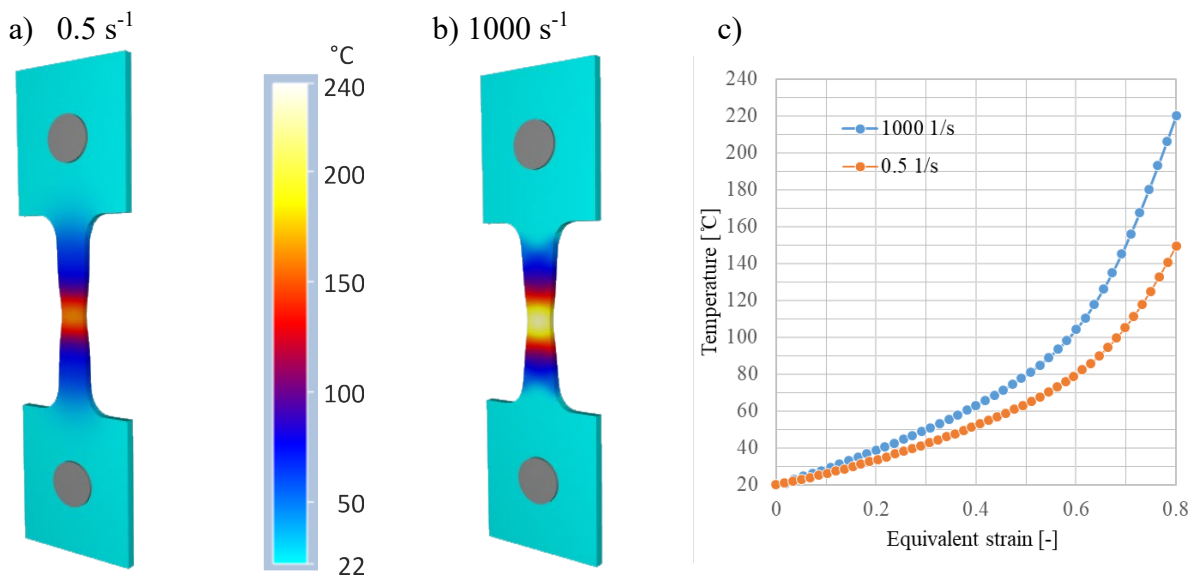 a) 0.5 s-1
b) 1000 s-1
c)
°C
240
200
150
100
50
22
Temperature [℃]
240
220
200
180
160
140
120
100
80
60
40
20
1000 1/s
0.5 1/s
0
0.2
0.4
0.6
0.8
Equivalent strain [-]